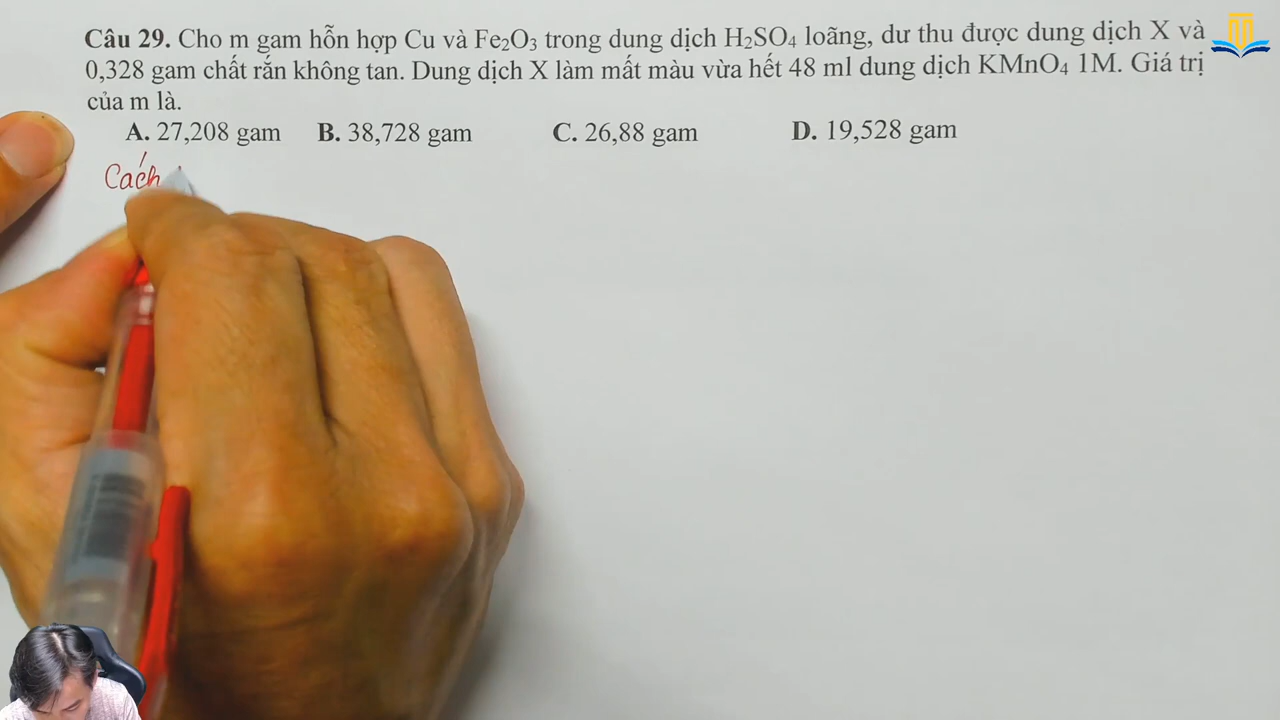 Câu 29. Cho m gam hỗn hợp Cu và Fe₂O₃ trong dung dịch H₂SO₄ loãng, dư thu được dung dịch X và
0,328 gam chất rắn không tan. Dung dịch X làm mất màu vừa hết 48 ml dung dịch KMnO₄ 1M. Giá trị
của m là.
A. 27,208 gam B. 38,728 gam C. 26,88 gam D. 19,528 gam
Cách